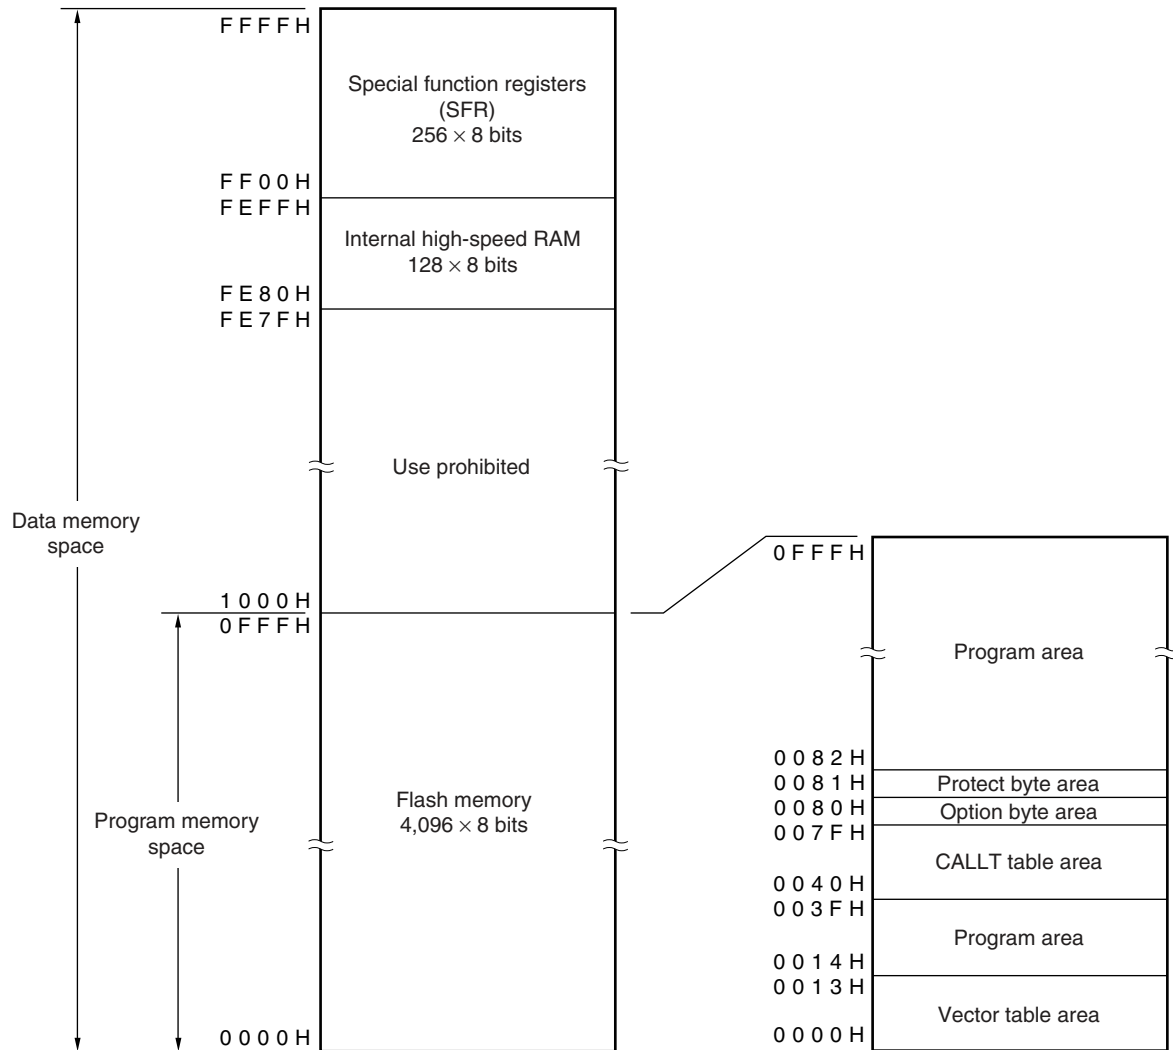 FFFFH
Special function registers
(SFR)
256 × 8 bits
FF00H
FEFFH
Internal high-speed RAM
128 × 8 bits
FE80H
FE7FH
Use prohibited
Data memory
space
1000H
0FFFH
Program memory
space
Flash memory
4,096 × 8 bits
0000H
0FFFH
Program area
0082H
0081H
Protect byte area
0080H
Option byte area
007FH
CALLT table area
0040H
003FH
Program area
0014H
0013H
Vector table area
0000H